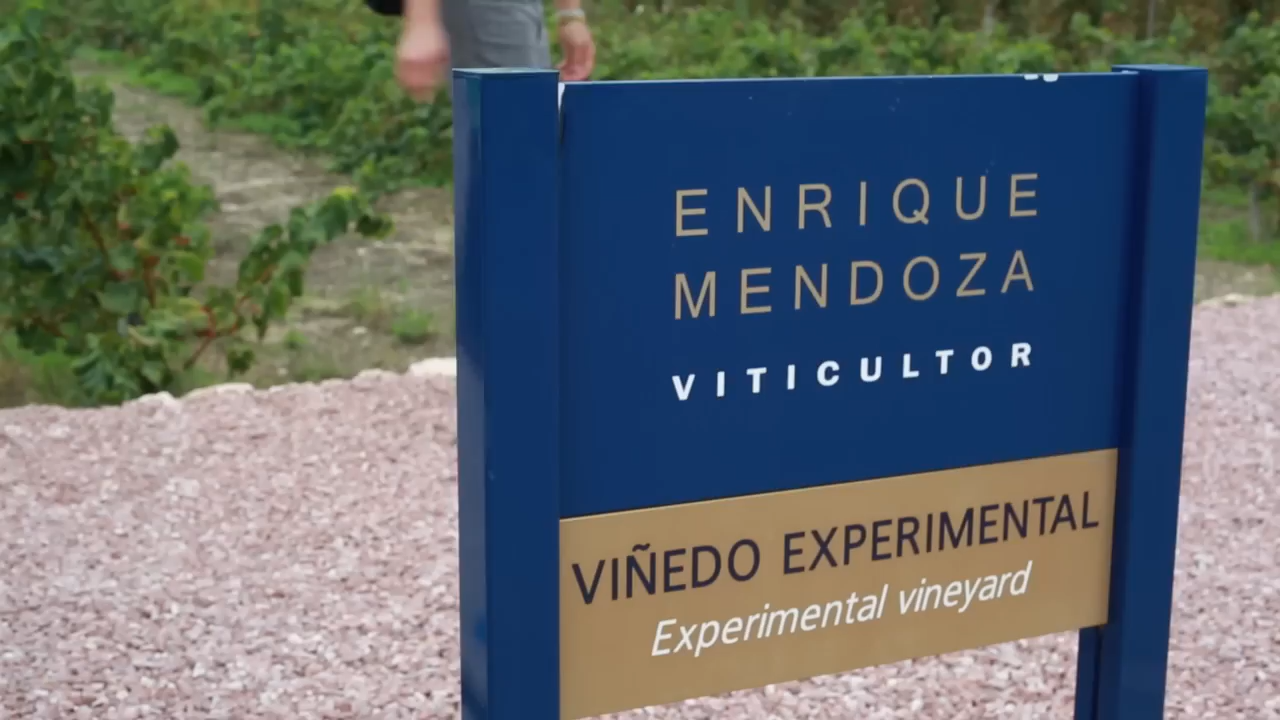 ENRIQUE
MENDOZA
VITICULTOR
VIÑEDO EXPERIMENTAL
Experimental vineyard